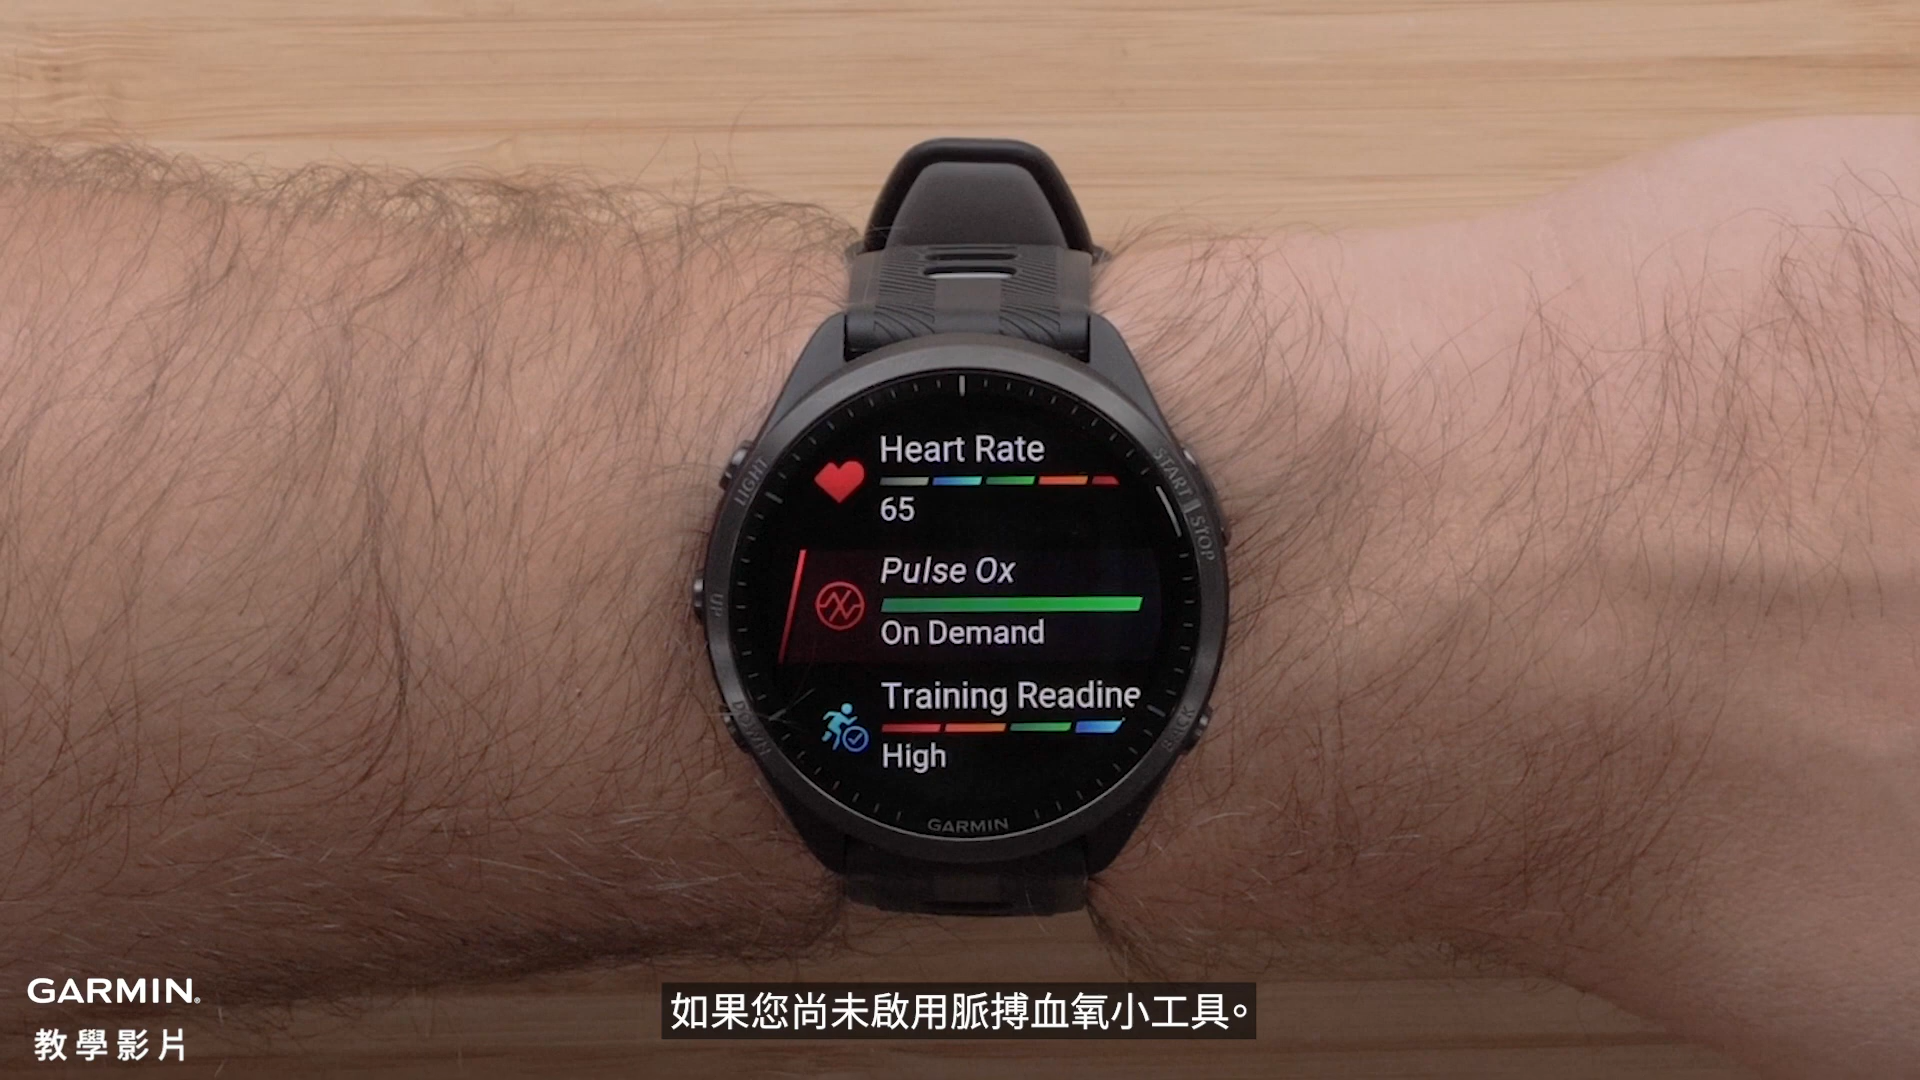 Heart Rate
65
Pulse Ox
On Demand
Training Readine
High
LIGHT
START | STOP
UP
DOWN
BACK
GARMIN
GARMIN®
教學影片
如果您尚未啟用脈搏血氧小工具。